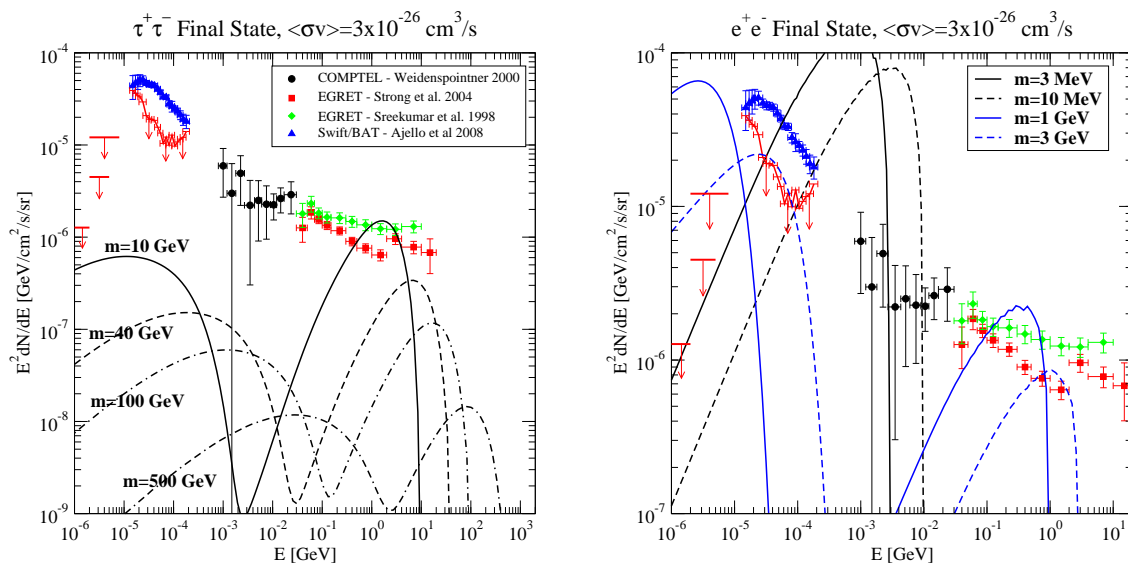 τ⁺τ⁻ Final State, <σv>=3x10⁻²⁶ cm³/s
COMPTEL - Weidenspointner 2000
EGRET - Strong et al. 2004
EGRET - Sreekumar et al. 1998
Swift/BAT - Ajello et al 2008
m=10 GeV
m=40 GeV
m=100 GeV
m=500 GeV
E² dN/dE [GeV/cm²/s/sr]
10⁻⁴
10⁻⁵
10⁻⁶
10⁻⁷
10⁻⁸
10⁻⁹
10⁻⁶ 10⁻⁵ 10⁻⁴ 10⁻³ 10⁻² 10⁻¹ 10⁰ 10¹ 10²
E [GeV]
e⁺e⁻ Final State, <σv>=3x10⁻²⁶ cm³/s
m=3 MeV
m=10 MeV
m=1 GeV
m=3 GeV
E² dN/dE [GeV/cm²/s/sr]
10⁻⁴
10⁻⁵
10⁻⁶
10⁻⁷
10⁻⁶ 10⁻⁵ 10⁻⁴ 10⁻³ 10⁻² 10⁻¹ 10⁰ 10¹
E [GeV]